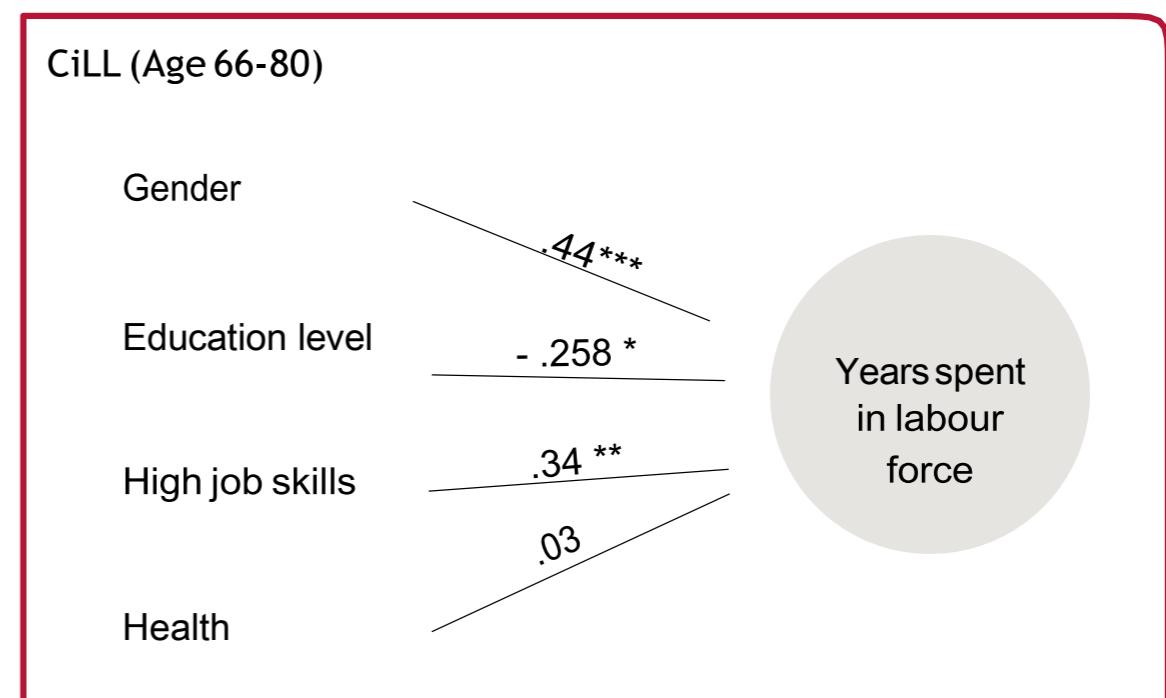 CiLL (Age 66-80)
Gender
.44***
Education level
- .258 *
High job skills
.34 **
.03
Health
Years spent
in labour
force